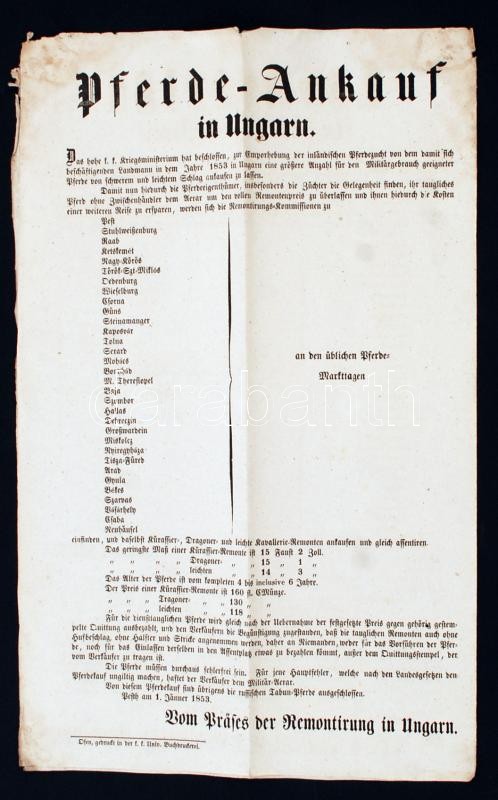 Pferde-Ankauf
in Ungarn.
Das hohe k. k. Kriegsministerium hat beschlossen, zur Emporhebung der inländischen Pferdezucht von dem damit sich
beschäftigenden Landmann in dem Jahre 1853 in Ungarn eine größere Anzahl für den Militärgebrauch geeigneter
Pferde von schwerem und leichtem Schlag ankaufen zu lassen.
Damit nun hiedurch die Pferdeeigenthümer, insbesonders die Züchter die Gelegenheit finden, ihr taugliches
Pferd ohne Zwischenhändler dem Aerar um den vollen Remontenpreis zu überlassen und ihnen hiedurch die Kosten
einer weiteren Reise zu ersparen, werden sich die Remontirungs-Kommissionen zu
Pest
Stuhlweißenburg
Raab
Ketskemét
Nagy-Körös
Török-Szt-Miklós
Oedenburg
Wieselburg
Csorna
Güns
Steinamanger
Kaposvár
Tolna
Sexard
Mohács
M. Theresiopel
Baja
Szombor
Hallas
Debreczin
Großwardein
Miskolcz
Nyiregyháza
Tisza-Füred
Arad
Gyula
Békes
Szarvas
Vásárhely
Csaba
Neuhäusel
an den üblichen Pferde-
Markttagen
einfinden, und daselbst Kürassier-, Dragoner- und leichte Kavallerie-Remonten ankaufen und gleich assentiren.
Das geringste Maß einer Kürassier-Remonte ist 15 Faust 2 Zoll.
„ „ „ Dragoner- „ „ 15 „ 1 „
„ „ „ leichten „ „ 14 „ 3 „
Das Alter der Pferde ist vom kompleten 4 bis inclusive 6 Jahre.
Der Preis einer Kürassier-Remonte ist 160 fl. CMünze.
„ „ „ Dragoner- „ „ 130 „ „
„ „ „ leichten „ „ 118 „ „
Für die diensttauglichen Pferde wird gleich nach der Uebernahme der festgesetzte Preis gegen gehörig gestem-
pelte Quittung ausbezahlt, und den Verkäufern die Begünstigung zugestanden, daß die tauglichen Remonten auch ohne
Hufbeschlag, ohne Halfter und Stricke angenommen werden, daher an Niemanden, weder für das Vorführen der Pfer-
de, noch für das Einlassen derselben in den Assentplatz etwas zu bezahlen kömmt, außer dem Quittungsstempel, der
vom Verkäufer zu tragen ist.
Die Pferde müssen durchaus fehlerfrei sein. Für jene Hauptfehler, welche nach den Landesgesetzen den
Pferdekauf ungiltig machen, haftet der Verkäufer dem Militär-Aerar.
Von diesem Pferdekauf sind übrigens die russischen Tabun-Pferde ausgeschlossen.
Pesth am 1. Jänner 1853.
Vom Präses der Remontirung in Ungarn.
Ofen, gedruckt in der k. k. Univ. Buchdruckerei.
darabanth